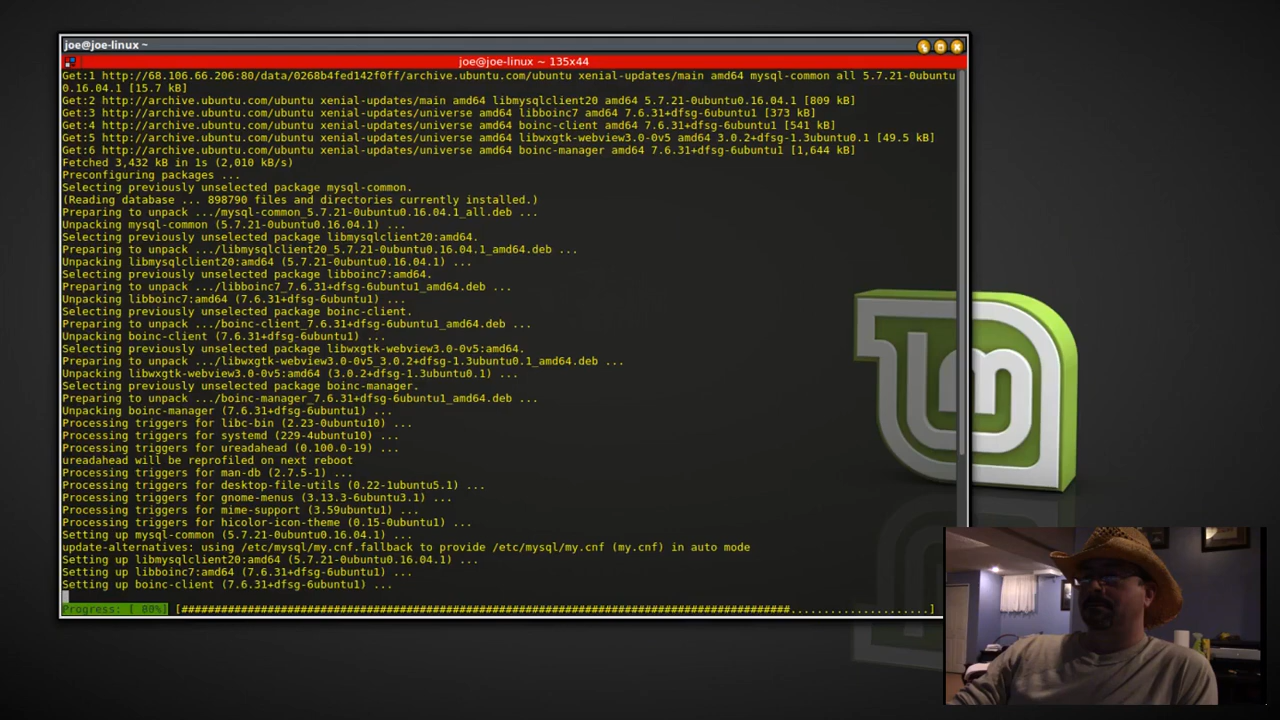 joe@joe-linux ~
joe@joe-linux ~ 135x44
Get:1 http://68.106.66.206:80/data/0268b4fed142f0ff/archive.ubuntu.com/ubuntu xenial-updates/main amd64 mysql-common all 5.7.21-0ubuntu
0.16.04.1 [15.7 kB]
Get:2 http://archive.ubuntu.com/ubuntu xenial-updates/main amd64 libmysqlclient20 amd64 5.7.21-0ubuntu0.16.04.1 [809 kB]
Get:3 http://archive.ubuntu.com/ubuntu xenial-updates/universe amd64 libboinc7 amd64 7.6.31+dfsg-6ubuntu1 [373 kB]
Get:4 http://archive.ubuntu.com/ubuntu xenial-updates/universe amd64 boinc-client amd64 7.6.31+dfsg-6ubuntu1 [541 kB]
Get:5 http://archive.ubuntu.com/ubuntu xenial-updates/universe amd64 libwxgtk-webview3.0-0v5 amd64 3.0.2+dfsg-1.3ubuntu0.1 [49.5 kB]
Get:6 http://archive.ubuntu.com/ubuntu xenial-updates/universe amd64 boinc-manager amd64 7.6.31+dfsg-6ubuntu1 [1,644 kB]
Fetched 3,432 kB in 1s (2,010 kB/s)
Preconfiguring packages ...
Selecting previously unselected package mysql-common.
(Reading database ... 898790 files and directories currently installed.)
Preparing to unpack .../mysql-common_5.7.21-0ubuntu0.16.04.1_all.deb ...
Unpacking mysql-common (5.7.21-0ubuntu0.16.04.1) ...
Selecting previously unselected package libmysqlclient20:amd64.
Preparing to unpack .../libmysqlclient20_5.7.21-0ubuntu0.16.04.1_amd64.deb ...
Unpacking libmysqlclient20:amd64 (5.7.21-0ubuntu0.16.04.1) ...
Selecting previously unselected package libboinc7:amd64.
Preparing to unpack .../libboinc7_7.6.31+dfsg-6ubuntu1_amd64.deb ...
Unpacking libboinc7:amd64 (7.6.31+dfsg-6ubuntu1) ...
Selecting previously unselected package boinc-client.
Preparing to unpack .../boinc-client_7.6.31+dfsg-6ubuntu1_amd64.deb ...
Unpacking boinc-client (7.6.31+dfsg-6ubuntu1) ...
Selecting previously unselected package libwxgtk-webview3.0-0v5:amd64.
Preparing to unpack .../libwxgtk-webview3.0-0v5_3.0.2+dfsg-1.3ubuntu0.1_amd64.deb ...
Unpacking libwxgtk-webview3.0-0v5:amd64 (3.0.2+dfsg-1.3ubuntu0.1) ...
Selecting previously unselected package boinc-manager.
Preparing to unpack .../boinc-manager_7.6.31+dfsg-6ubuntu1_amd64.deb ...
Unpacking boinc-manager (7.6.31+dfsg-6ubuntu1) ...
Processing triggers for libc-bin (2.23-0ubuntu10) ...
Processing triggers for systemd (229-4ubuntu10) ...
Processing triggers for ureadahead (0.100.0-19) ...
ureadahead will be reprofiled on next reboot
Processing triggers for man-db (2.7.5-1) ...
Processing triggers for desktop-file-utils (0.22-1ubuntu5.1) ...
Processing triggers for gnome-menus (3.13.3-6ubuntu3.1) ...
Processing triggers for mime-support (3.59ubuntu1) ...
Processing triggers for hicolor-icon-theme (0.15-0ubuntu1) ...
Setting up mysql-common (5.7.21-0ubuntu0.16.04.1) ...
update-alternatives: using /etc/mysql/my.cnf.fallback to provide /etc/mysql/my.cnf (my.cnf) in auto mode
Setting up libmysqlclient20:amd64 (5.7.21-0ubuntu0.16.04.1) ...
Setting up libboinc7:amd64 (7.6.31+dfsg-6ubuntu1) ...
Setting up boinc-client (7.6.31+dfsg-6ubuntu1) ...
Progress: [ 80%] [#############################################################################################.....................]